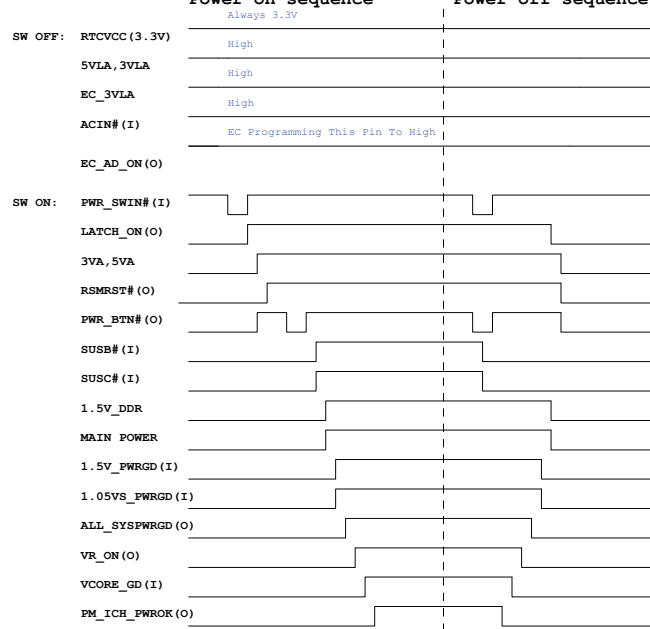 Power on sequence Power off sequence
Always 3.3V
SW OFF: RTCVCC(3.3V)
High
5VLA,3VLA
High
EC_3VLA
High
ACIN#(I)
EC Programming This Pin To High
EC_AD_ON(O)
SW ON: PWR_SWIN#(I)
LATCH_ON(O)
3VA,5VA
RSMRST#(O)
PWR_BTN#(O)
SUSB#(I)
SUSC#(I)
1.5V_DDR
MAIN POWER
1.5V_PWRGD(I)
1.05VS_PWRGD(I)
ALL_SYSPWRGD(O)
VR_ON(O)
VCORE_GD(I)
PM_ICH_PWROK(O)